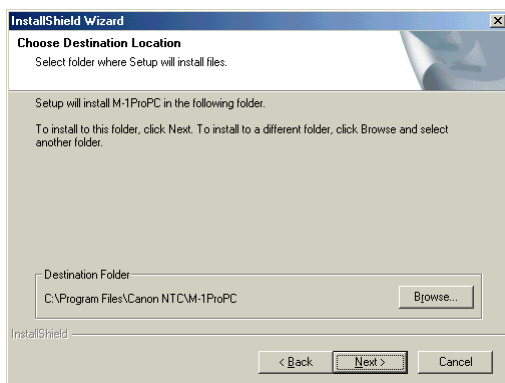 InstallShield Wizard
Choose Destination Location
Select folder where Setup will install files.
Setup will install M-1ProPC in the following folder.
To install to this folder, click Next. To install to a different folder, click Browse and select
another folder.
Destination Folder
C:\Program Files\Canon NTC\M-1ProPC
Browse...
InstallShield
< Back
Next >
Cancel